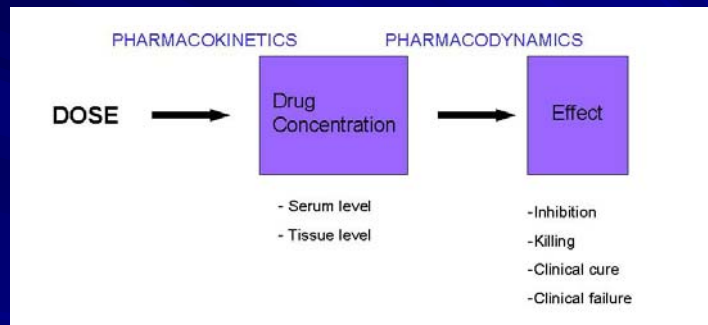 PHARMACOKINETICS
PHARMACODYNAMICS
DOSE
Drug
Concentration
Effect
- Serum level
- Tissue level
-Inhibition
-Killing
-Clinical cure
-Clinical failure